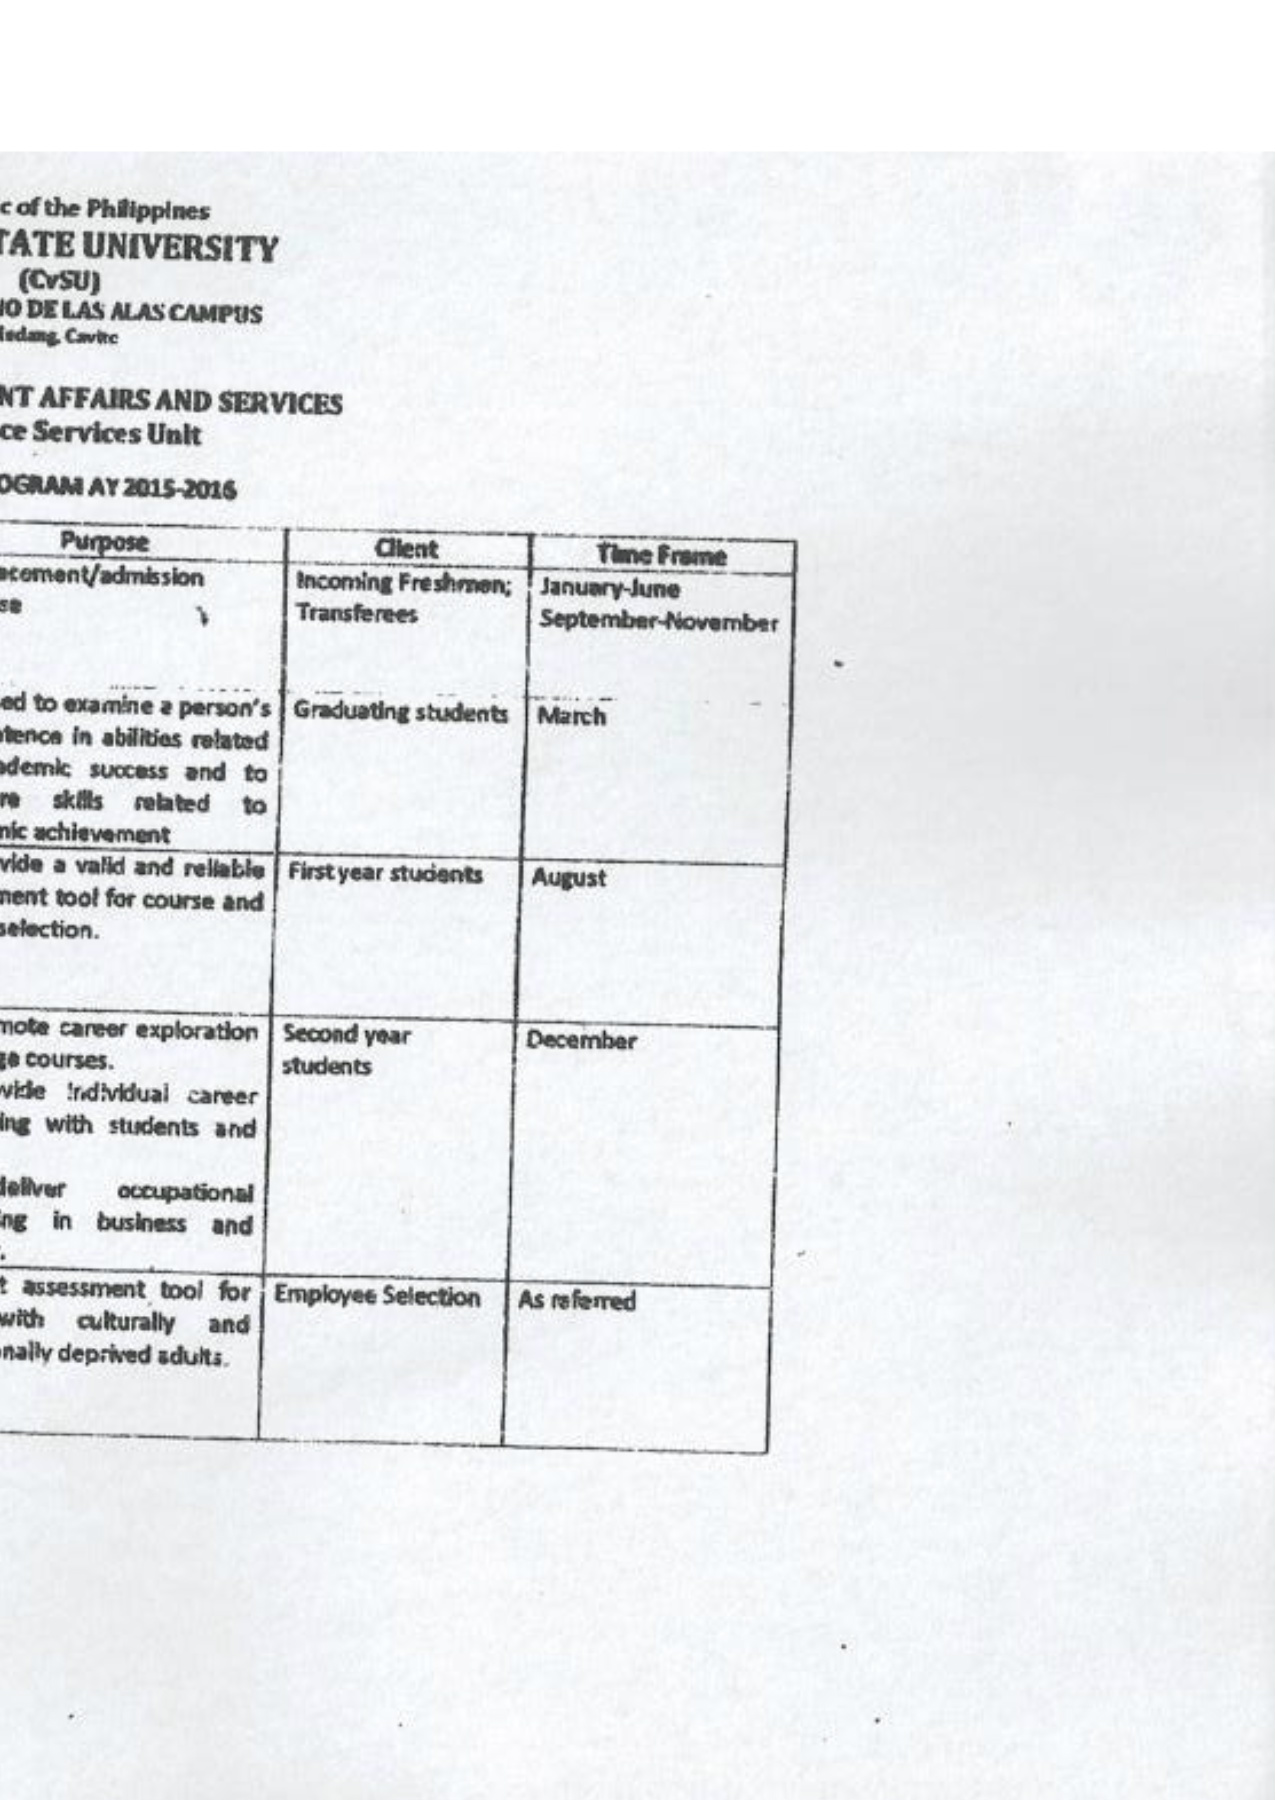 c of the Philippines
TATE UNIVERSITY
(CvSU)
NO DE LAS ALAS CAMPUS
Indang, Cavite
NT AFFAIRS AND SERVICES
ce Services Unit
OGRAM AY 2015-2016
Purpose Client Time Frame
acement/admission Incoming Freshmen; January-June
se Transferees September-November
ed to examine a person's Graduating students March
tence in abilities related
ademic success and to
re skills related to
nic achievement
vide a valid and reliable First year students August
ment tool for course and
selection.
mote career exploration Second year December
ge courses. students
vide individual career
ing with students and
deliver occupational
ing in business and
t assessment tool for Employee Selection As referred
with culturally and
onally deprived adults.